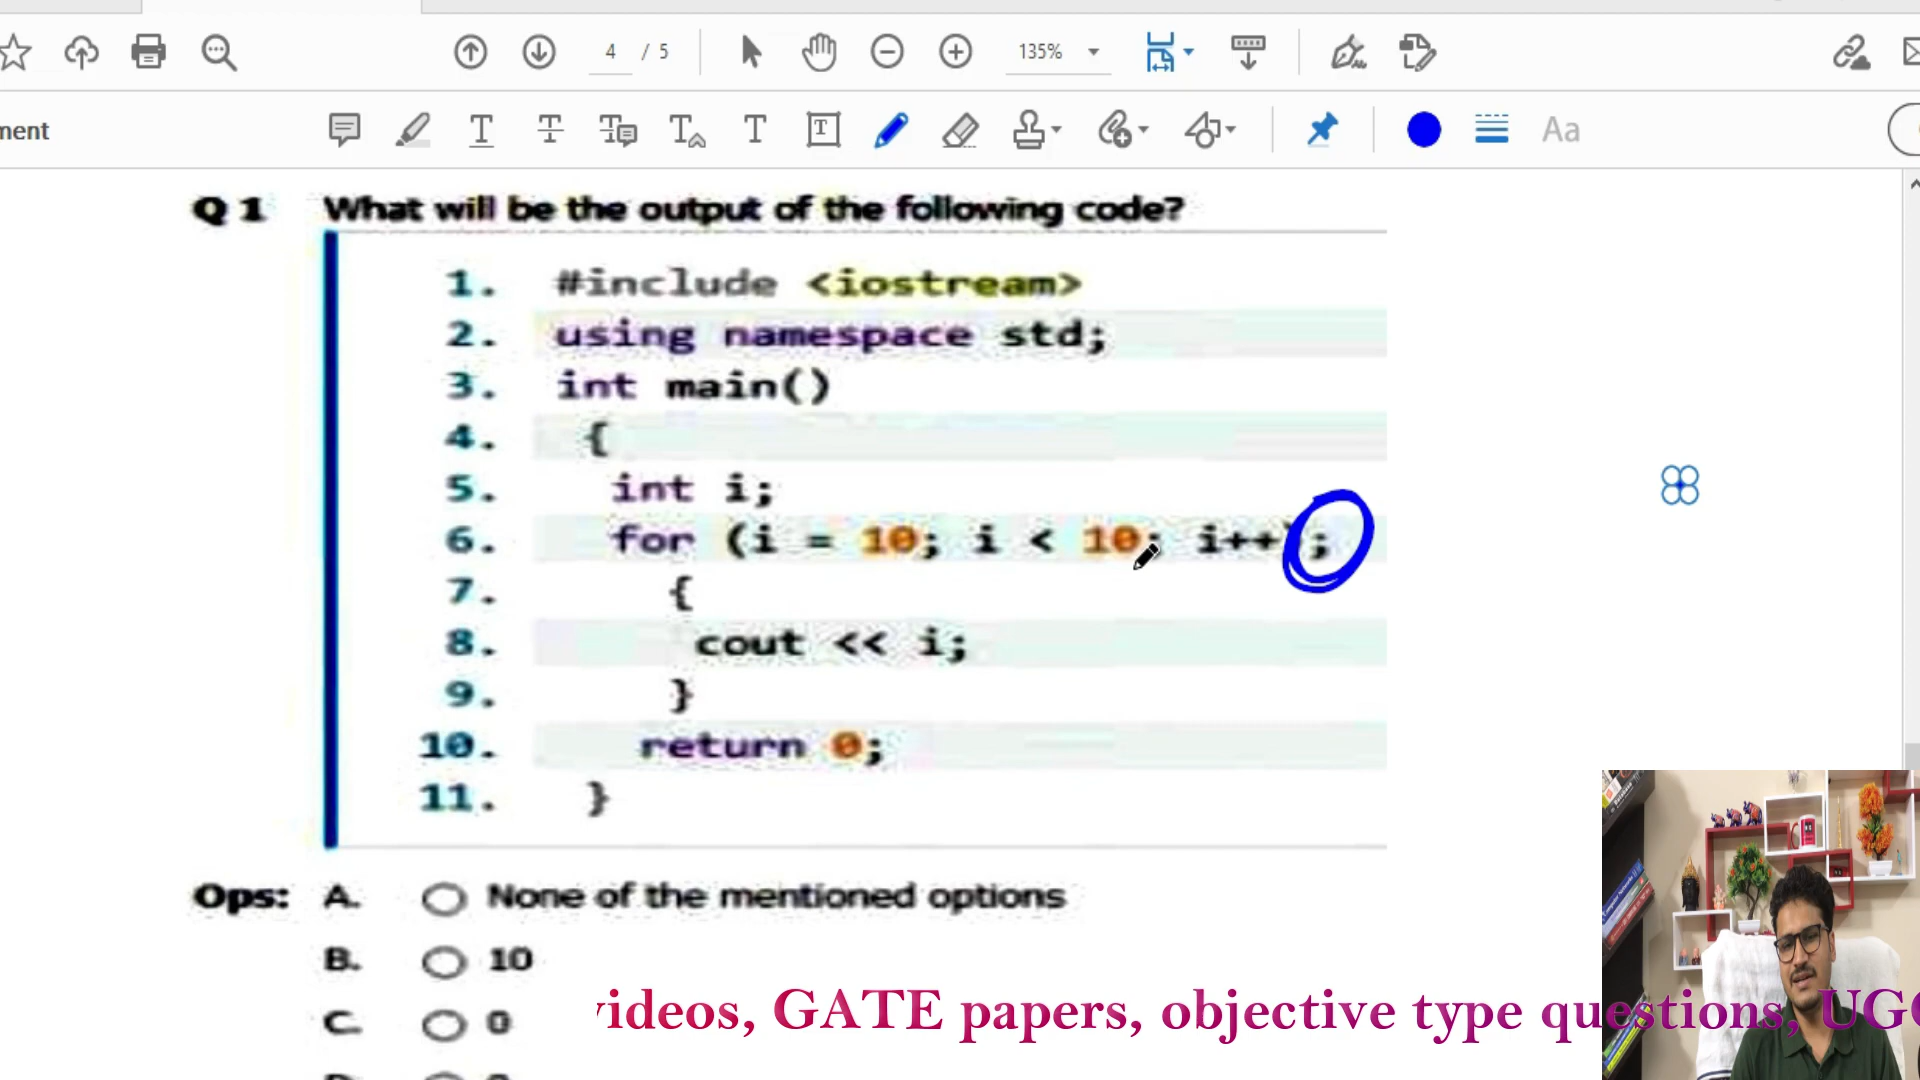 4 / 5 135%
ment Aa
Q 1 What will be the output of the following code?
1. #include <iostream>
2. using namespace std;
3. int main()
4. {
5. int i;
6. for (i = 10; i < 10; i++);
7. {
8. cout << i;
9. }
10. return 0;
11. }
Ops: A. None of the mentioned options
B. 10
C. 0
videos, GATE papers, objective type questions, UGC